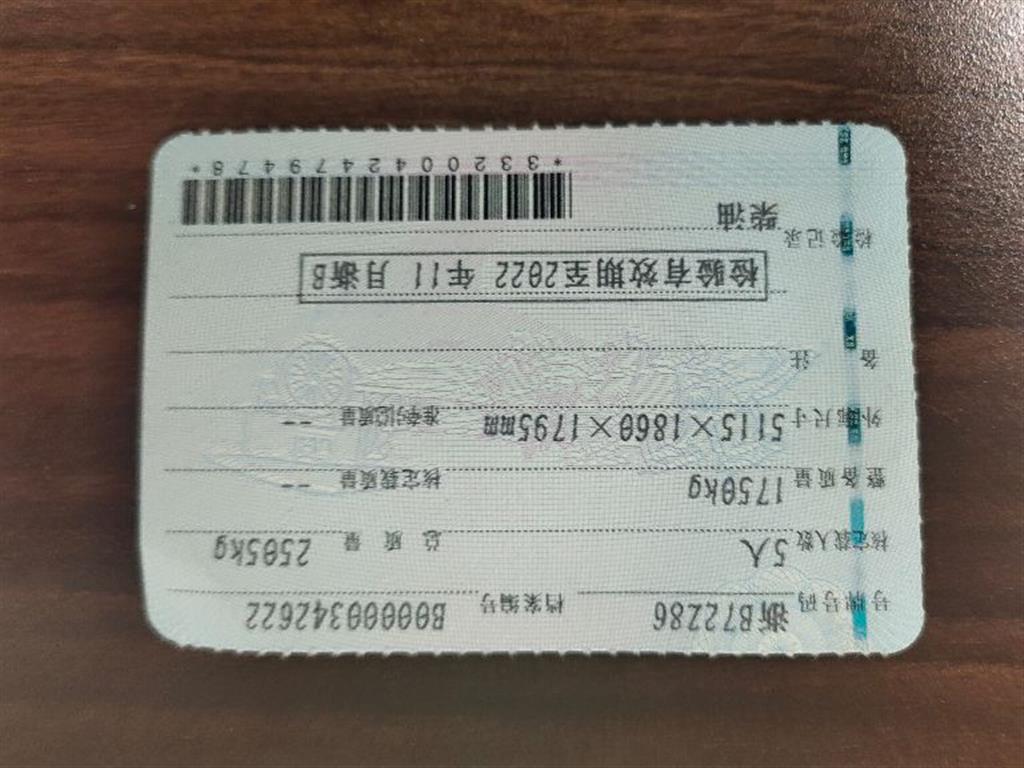 号牌号码 浙B72286 档案编号 B00000342622
核定载人数 5人 总质量 2505kg
整备质量 1750kg 核定载质量 --
外廓尺寸 5115×1860×1795mm 准牵引总质量 --
备注
检验有效期至2022 年11 月浙B
检验记录
柴油
*3320042479478*